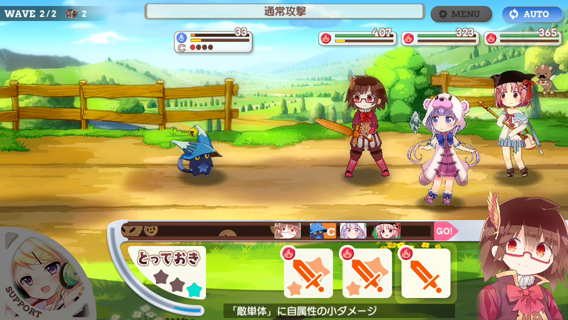 WAVE 2/2 2
通常攻撃
MENU
AUTO
33
C
407
323
365
C
GO!
とっておき
SUPPORT
「敵単体」に自属性の小ダメージ